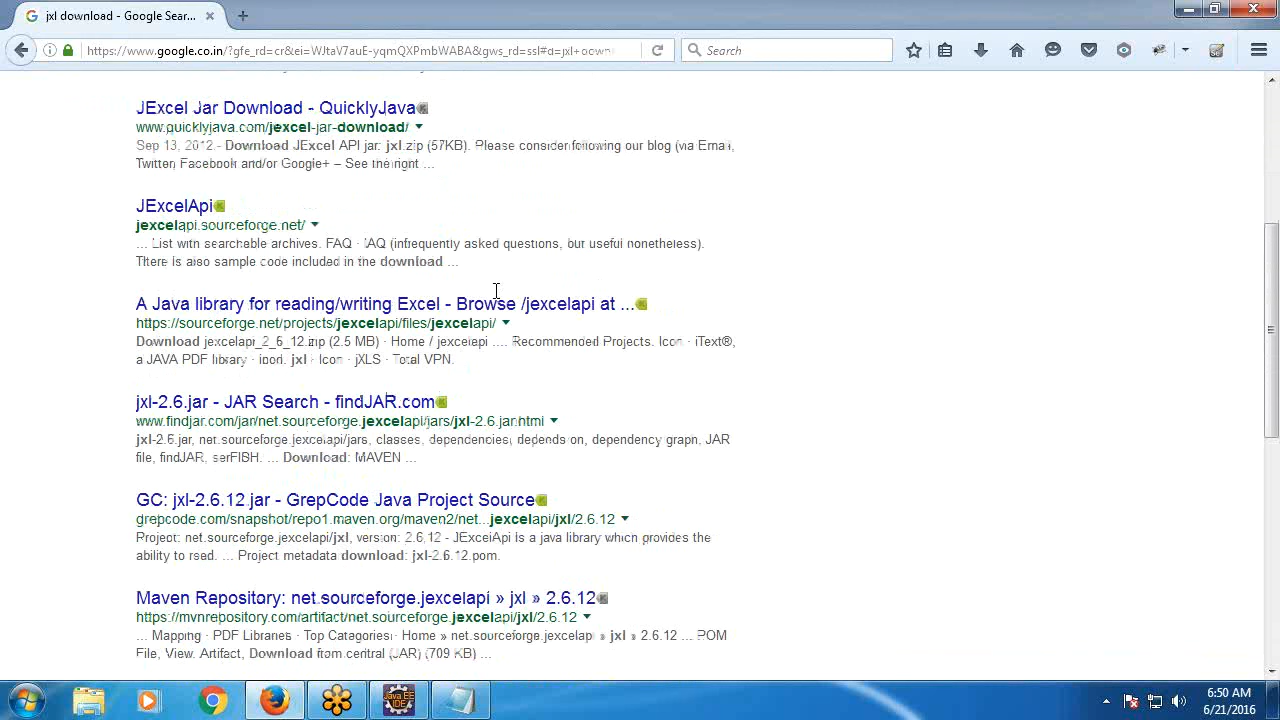 jxl download - Google Sear...
https://www.google.co.in/?gfe_rd=cr&ei=WJtaV7auE-yqmQXPmbWABA&gws_rd=ssl#q=jxl+down
Search
JExcel Jar Download - QuicklyJava
www.quicklyjava.com/jexcel-jar-download/
Sep 13, 2012 - Download JExcel API jar: jxl.zip (57KB). Please consider following our blog (via Email,
Twitter, Facebook and/or Google+ – See the right ...
JExcelApi
jexcelapi.sourceforge.net/
... List with searchable archives. FAQ · IAQ (infrequently asked questions, but useful nonetheless).
There is also sample code included in the download ...
A Java library for reading/writing Excel - Browse /jexcelapi at ...
https://sourceforge.net/projects/jexcelapi/files/jexcelapi/
Download jexcelapi_2_6_12.zip (2.5 MB) · Home / jexcelapi .... Recommended Projects. Icon · iText®,
a JAVA PDF library · ipod. jxl · Icon · jXLS · Total VPN.
jxl-2.6.jar - JAR Search - findJAR.com
www.findjar.com/jar/net.sourceforge.jexcelapi/jars/jxl-2.6.jar.html
jxl-2.6.jar, net.sourceforge.jexcelapi/jars, classes, dependencies, depends on, dependency graph, JAR
file, findJAR, serFISH. ... Download: MAVEN ...
GC: jxl-2.6.12.jar - GrepCode Java Project Source
grepcode.com/snapshot/repo1.maven.org/maven2/net...jexcelapi/jxl/2.6.12
Project: net.sourceforge.jexcelapi/jxl, version: 2.6.12 - JExcelApi is a java library which provides the
ability to read. ... Project metadata download: jxl-2.6.12.pom.
Maven Repository: net.sourceforge.jexcelapi » jxl » 2.6.12
https://mvnrepository.com/artifact/net.sourceforge.jexcelapi/jxl/2.6.12
... Mapping · PDF Libraries · Top Categories · Home » net.sourceforge.jexcelapi » jxl » 2.6.12 ... POM
File, View. Artifact, Download from central (JAR) (709 KB) ...
Java EE
IDE
6:50 AM
6/21/2016